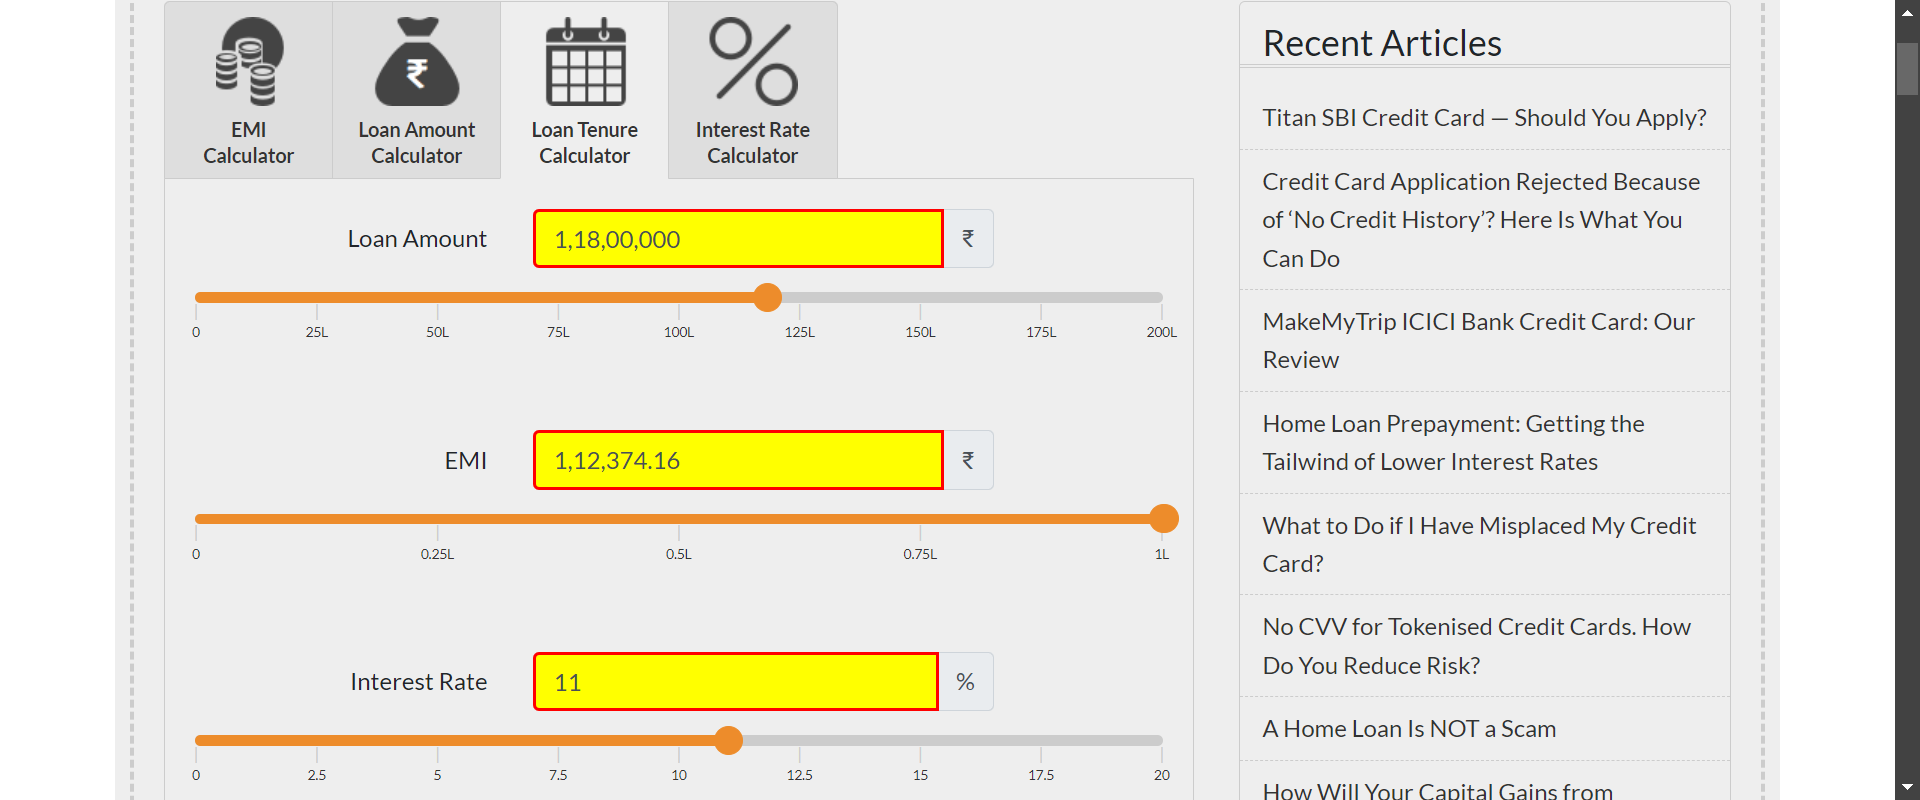 EMI
Calculator
Loan Amount
Calculator
Loan Tenure
Calculator
Interest Rate
Calculator
Loan Amount
1,18,00,000
₹
0 25L 50L 75L 100L 125L 150L 175L 200L
EMI
1,12,374.16
₹
0 0.25L 0.5L 0.75L 1L
Interest Rate
11
%
0 2.5 5 7.5 10 12.5 15 17.5 20
Recent Articles
Titan SBI Credit Card — Should You Apply?
Credit Card Application Rejected Because
of ‘No Credit History’? Here Is What You
Can Do
MakeMyTrip ICICI Bank Credit Card: Our
Review
Home Loan Prepayment: Getting the
Tailwind of Lower Interest Rates
What to Do if I Have Misplaced My Credit
Card?
No CVV for Tokenised Credit Cards. How
Do You Reduce Risk?
A Home Loan Is NOT a Scam
How Will Your Capital Gains from